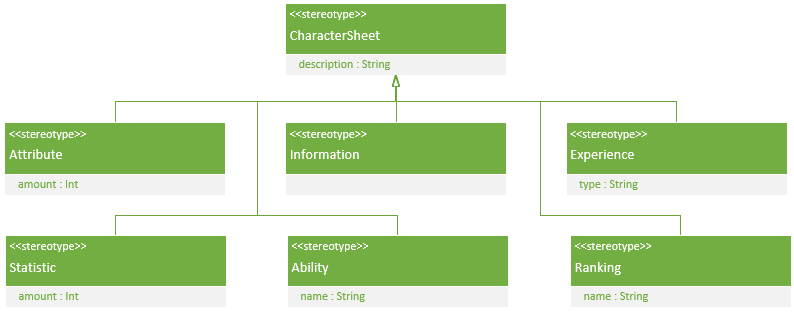 <<stereotype>>
CharacterSheet
description : String
<<stereotype>>
Attribute
amount : Int
<<stereotype>>
Information
<<stereotype>>
Experience
type : String
<<stereotype>>
Statistic
amount : Int
<<stereotype>>
Ability
name : String
<<stereotype>>
Ranking
name : String